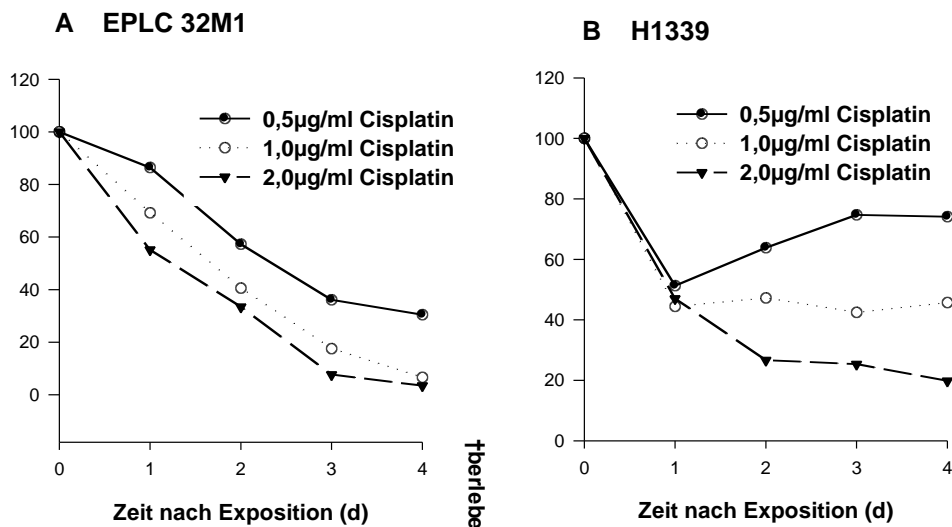 A EPLC 32M1
120
100
80
60
40
20
0
0,5µg/ml Cisplatin
1,0µg/ml Cisplatin
2,0µg/ml Cisplatin
0 1 2 3 4
Zeit nach Exposition (d)
†berlebe
B H1339
120
100
80
60
40
20
0
0,5µg/ml Cisplatin
1,0µg/ml Cisplatin
2,0µg/ml Cisplatin
0 1 2 3 4
Zeit nach Exposition (d)